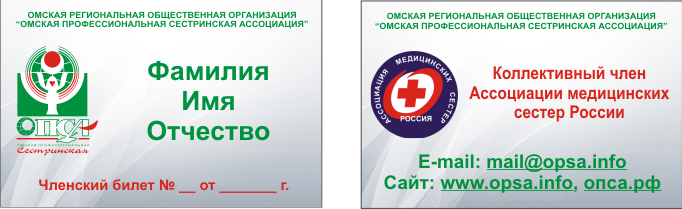 ОМСКАЯ РЕГИОНАЛЬНАЯ ОБЩЕСТВЕННАЯ ОРГАНИЗАЦИЯ
“ОМСКАЯ ПРОФЕССИОНАЛЬНАЯ СЕСТРИНСКАЯ АССОЦИАЦИЯ”
Фамилия
Имя
Отчество
ОПСА
ОМСКАЯ ПРОФЕССИОНАЛЬНАЯ
Сестринская
Членский билет № __ от _______ г.
ОМСКАЯ РЕГИОНАЛЬНАЯ ОБЩЕСТВЕННАЯ ОРГАНИЗАЦИЯ
“ОМСКАЯ ПРОФЕССИОНАЛЬНАЯ СЕСТРИНСКАЯ АССОЦИАЦИЯ”
АССОЦИАЦИЯ МЕДИЦИНСКИХ СЕСТЕР
РОССИЯ
Коллективный член
Ассоциации медицинских
сестер России
E-mail: mail@opsa.info
Сайт: www.opsa.info, опса.рф